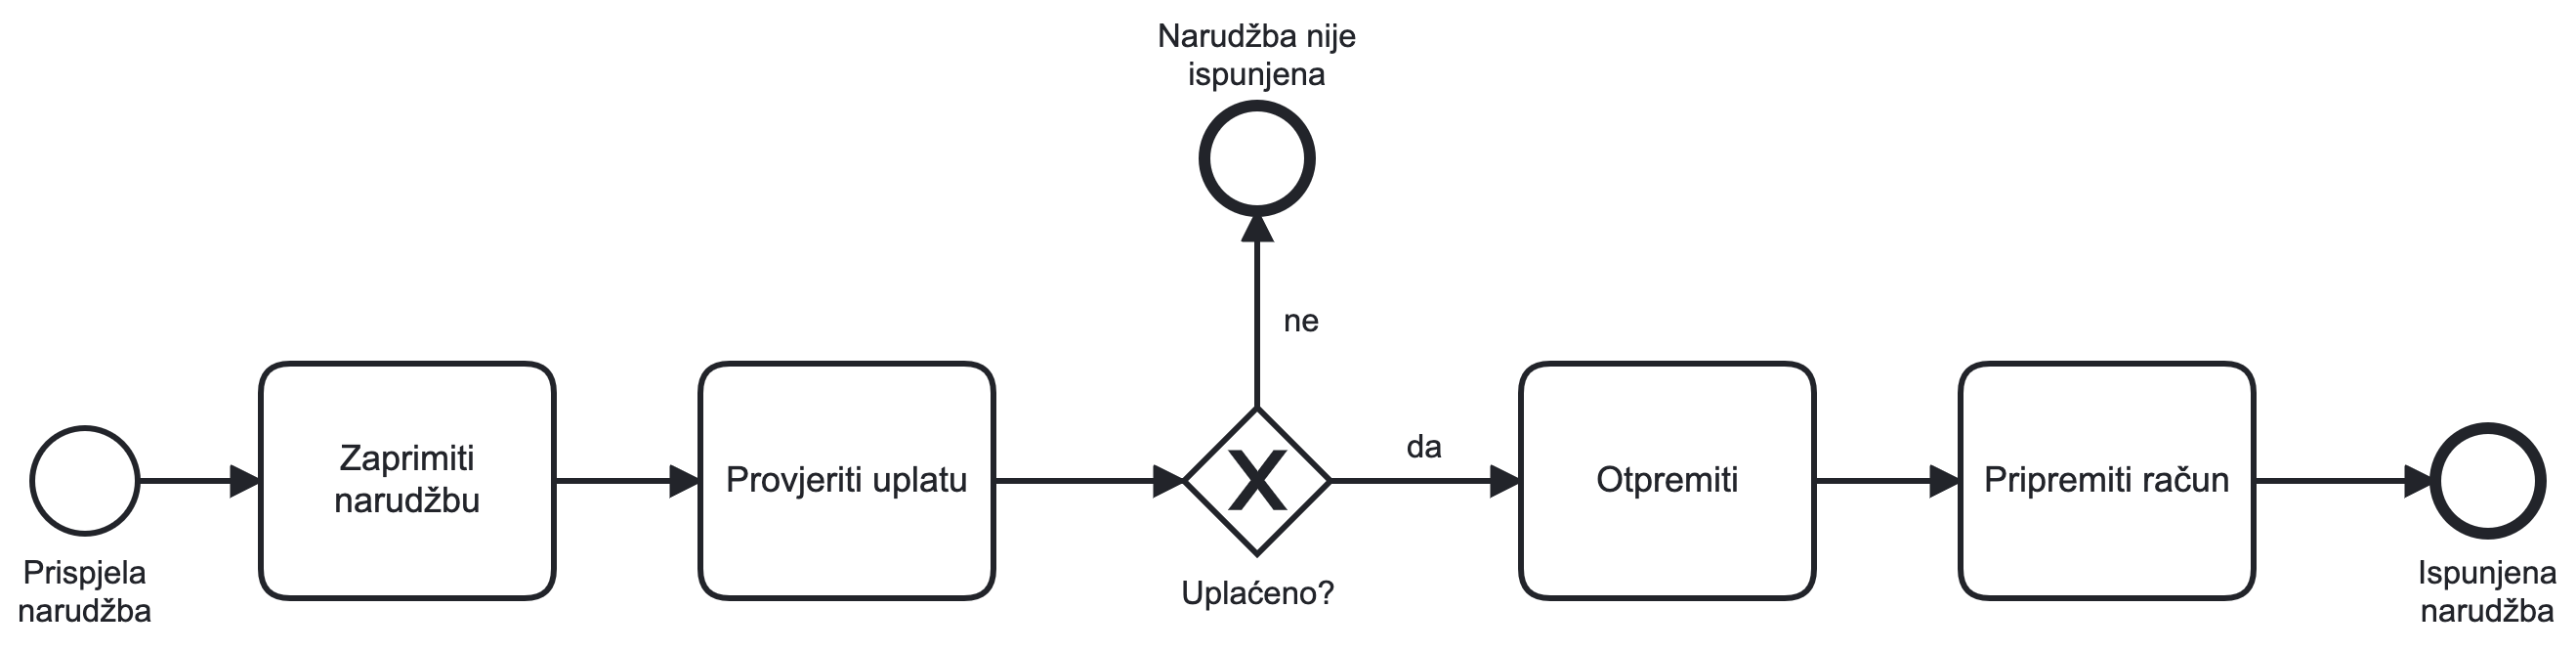 Narudžba nije
ispunjena
ne
da
Zaprimiti
narudžbu
Provjeriti uplatu
X
Otpremiti
Pripremiti račun
Prispjela
narudžba
Uplaćeno?
Ispunjena
narudžba